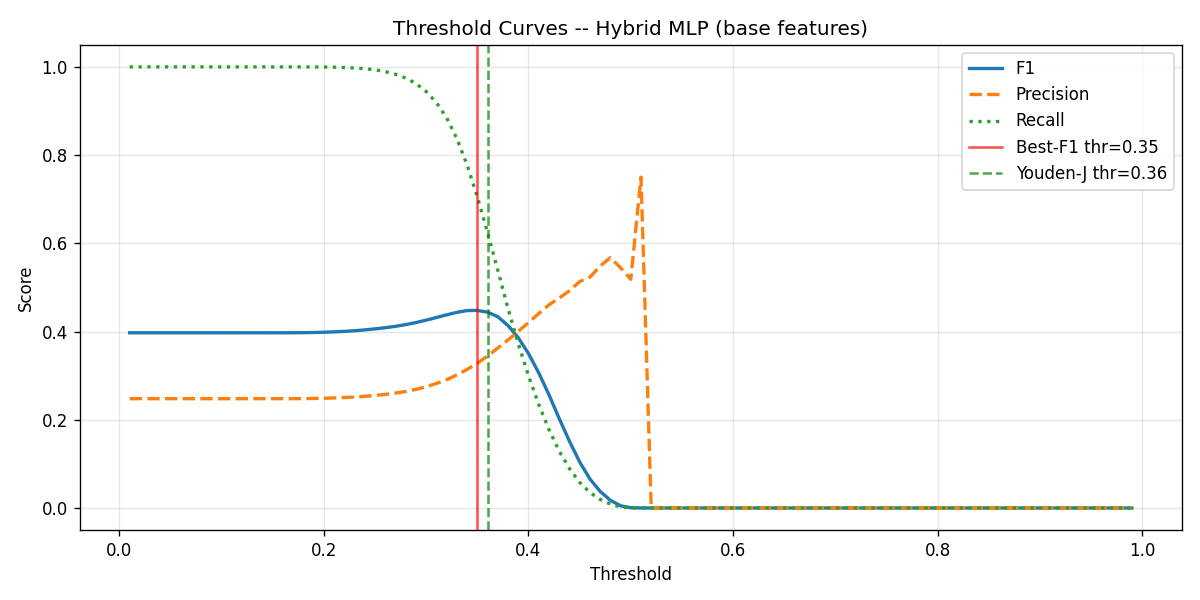 Threshold Curves -- Hybrid MLP (base features)
F1
Precision
Recall
Best-F1 thr=0.35
Youden-J thr=0.36
Score
1.0
0.8
0.6
0.4
0.2
0.0
0.0 0.2 0.4 0.6 0.8 1.0
Threshold